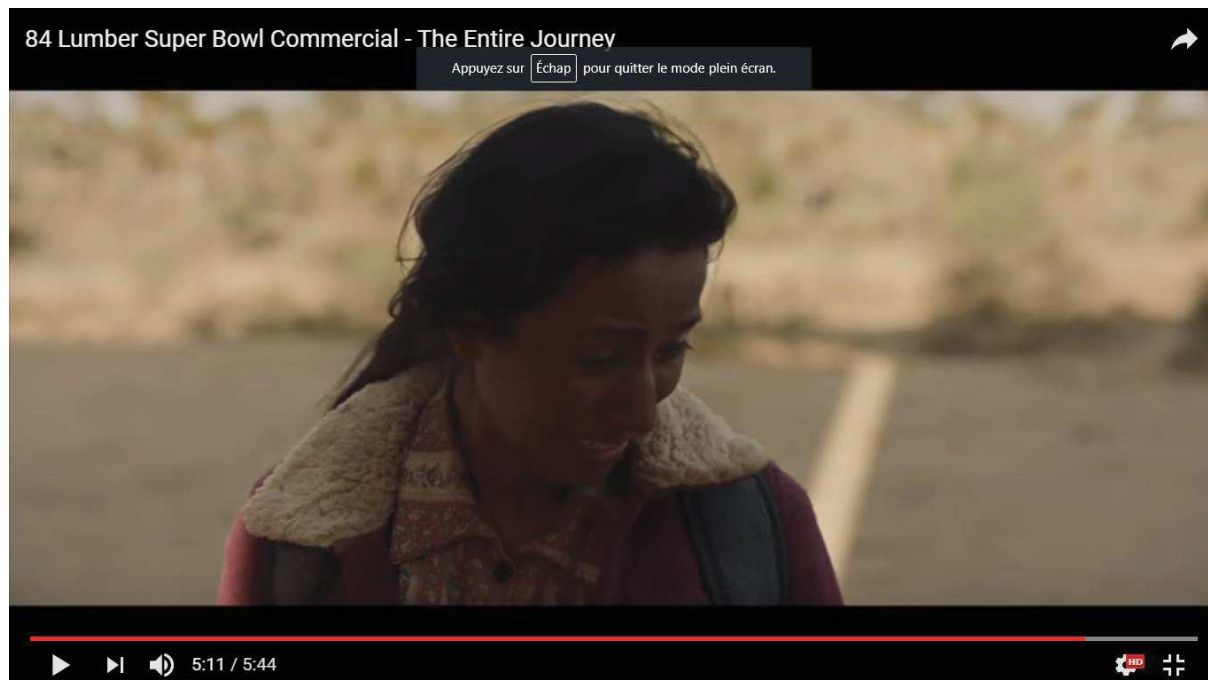 84 Lumber Super Bowl Commercial - The Entire Journey
Appuyez sur Échap pour quitter le mode plein écran.
5:11 / 5:44
HD